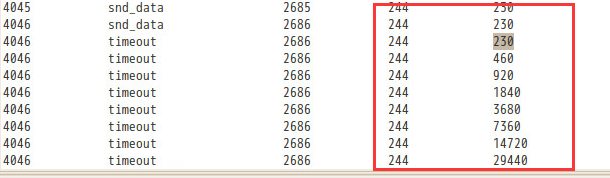 4045 snd_data 2685 244 230
4046 snd_data 2686 244 230
4046 timeout 2686 244 230
4046 timeout 2686 244 460
4046 timeout 2686 244 920
4046 timeout 2686 244 1840
4046 timeout 2686 244 3680
4046 timeout 2686 244 7360
4046 timeout 2686 244 14720
4046 timeout 2686 244 29440